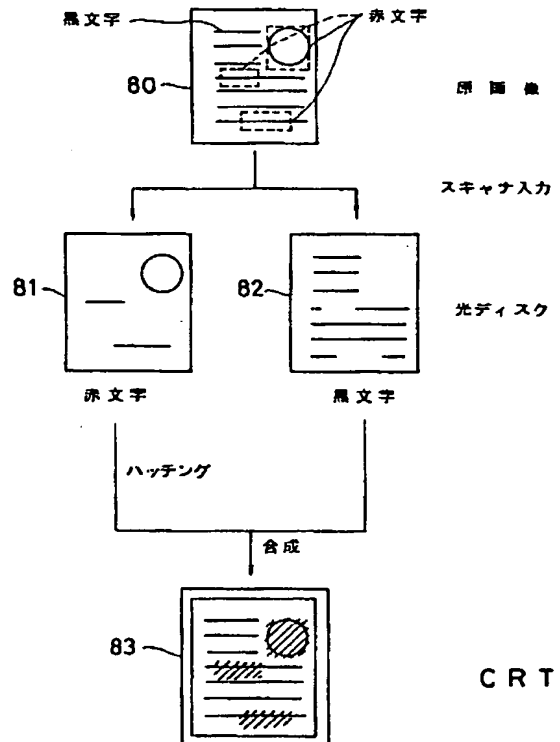 黒文字 赤文字
80 原画像
スキャナ入力
81 82 光ディスク
赤文字 黒文字
ハッチング
合成
83 CRT